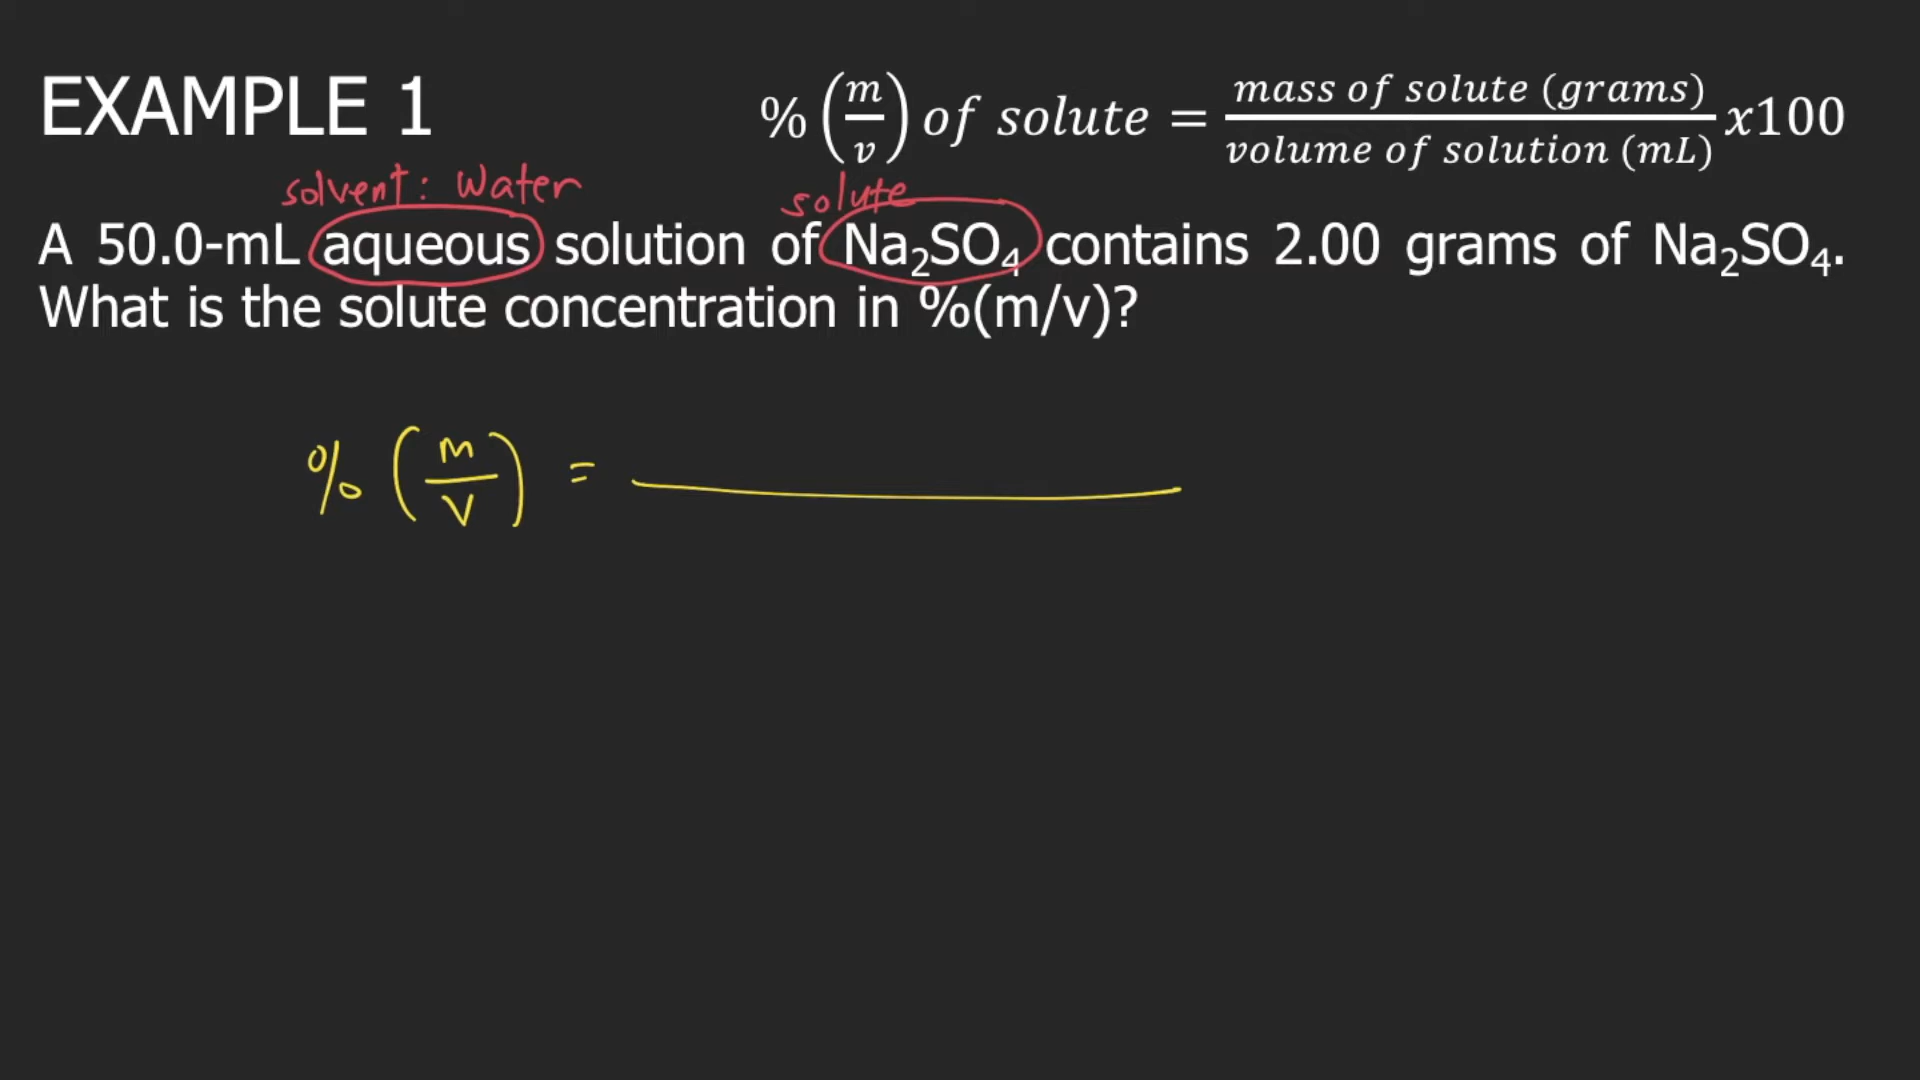 EXAMPLE 1
% (m/v) of solute = mass of solute (grams) / volume of solution (mL) x100
solvent: Water
solute
A 50.0-mL aqueous solution of Na₂SO₄ contains 2.00 grams of Na₂SO₄.
What is the solute concentration in %(m/v)?
% (m/v) =